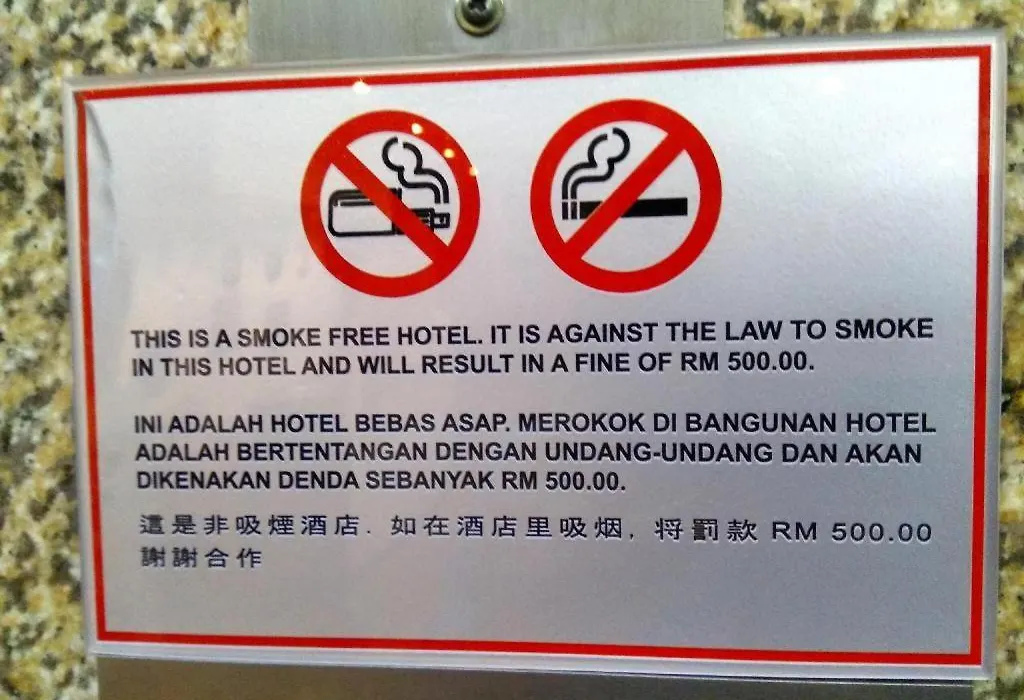 THIS IS A SMOKE FREE HOTEL. IT IS AGAINST THE LAW TO SMOKE
IN THIS HOTEL AND WILL RESULT IN A FINE OF RM 500.00.
INI ADALAH HOTEL BEBAS ASAP. MEROKOK DI BANGUNAN HOTEL
ADALAH BERTENTANGAN DENGAN UNDANG-UNDANG DAN AKAN
DIKENAKAN DENDA SEBANYAK RM 500.00.
這是非吸煙酒店. 如在酒店里吸烟, 将罰款 RM 500.00
謝謝合作